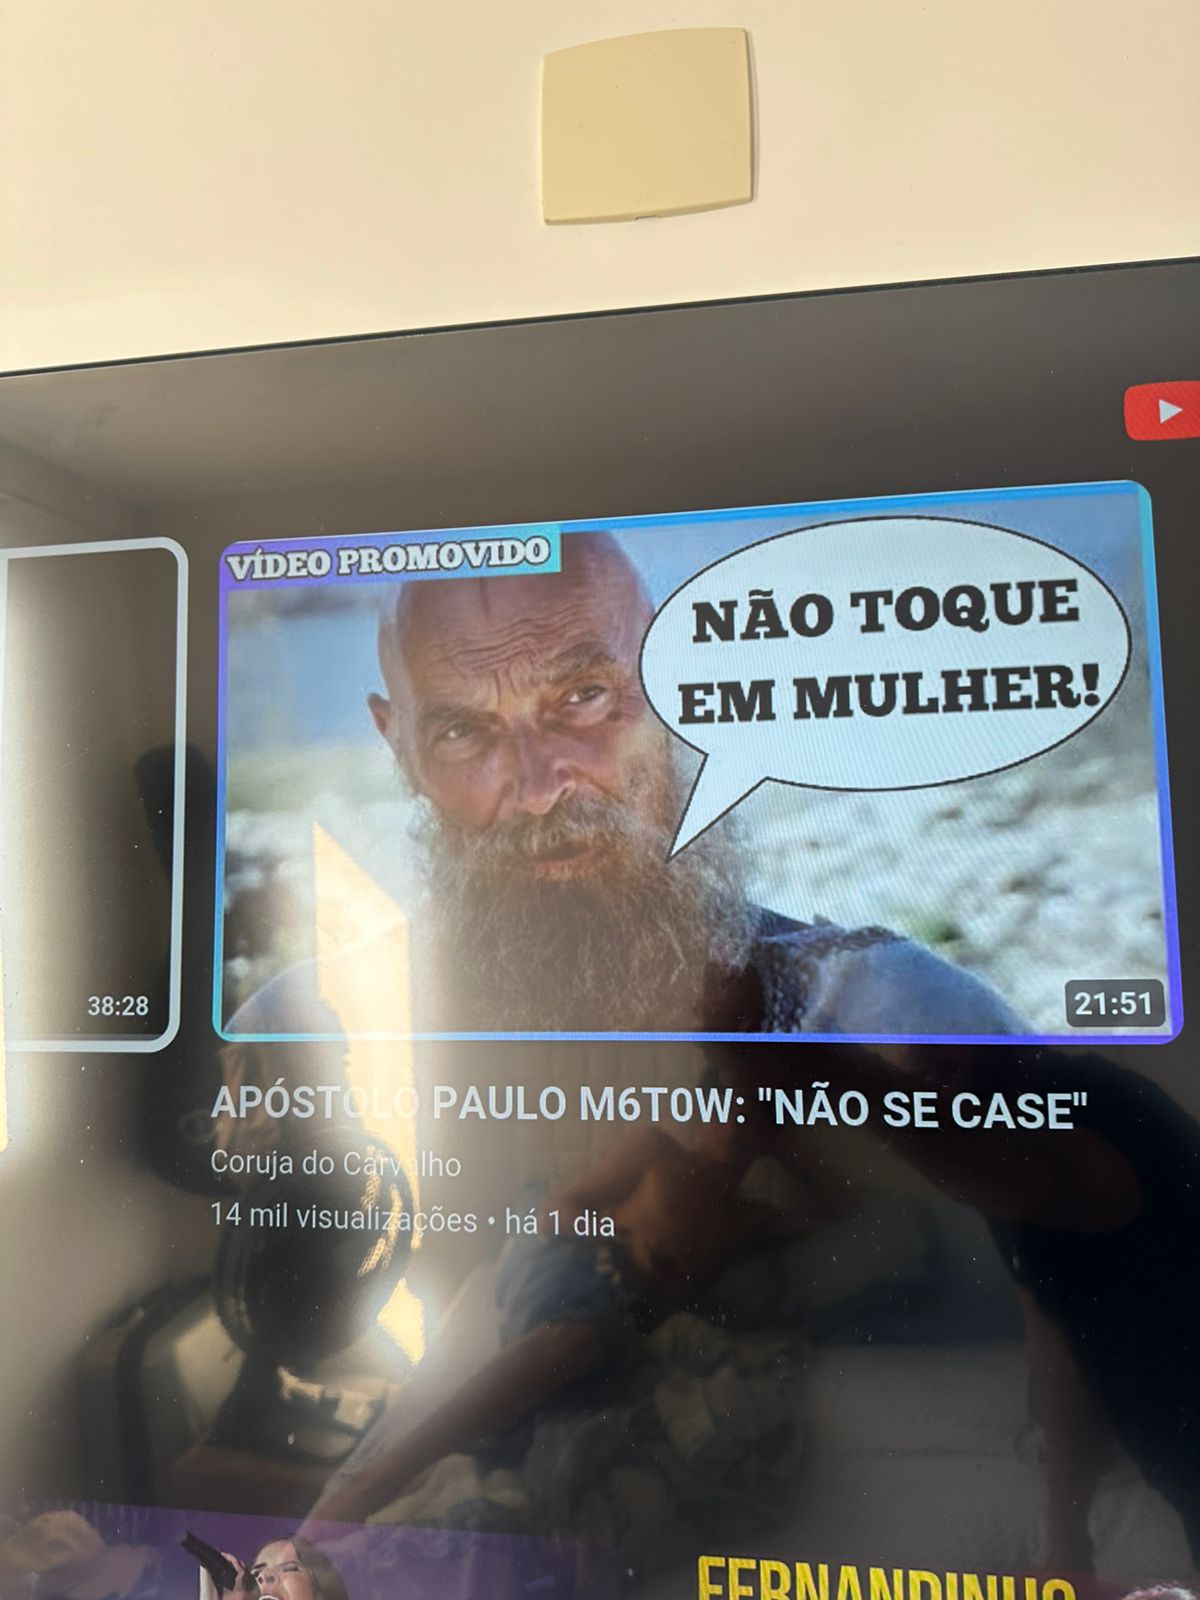 VÍDEO PROMOVIDO
NÃO TOQUE
EM MULHER!
38:28
21:51
APÓSTOLO PAULO M6T0W: "NÃO SE CASE"
Coruja do Carvalho
14 mil visualizações • há 1 dia
FERNANDINHO